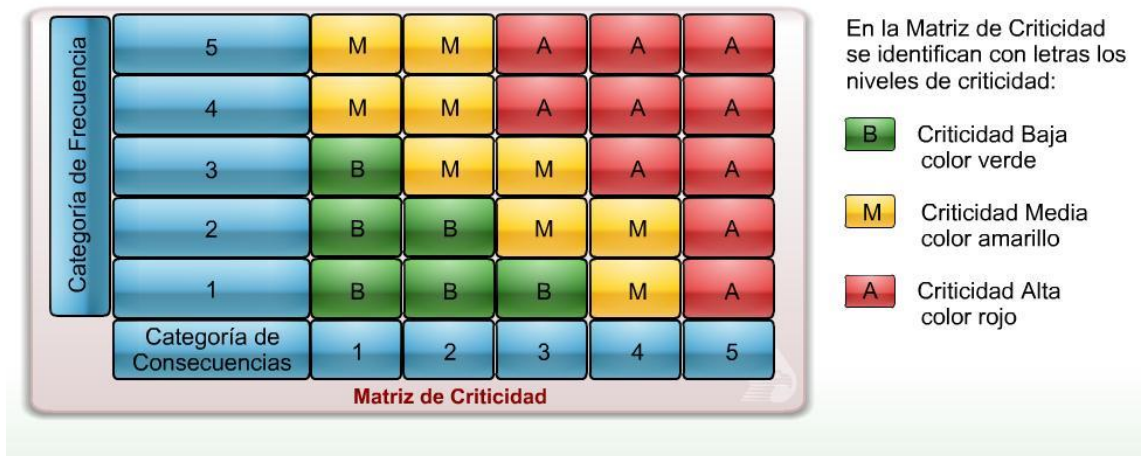 Categoría de Frecuencia
5 M M A A A
4 M M A A A
3 B M M A A
2 B B M M A
1 B B B M A
Categoría de
Consecuencias
1 2 3 4 5
Matriz de Criticidad
En la Matriz de Criticidad
se identifican con letras los
niveles de criticidad:
B Criticidad Baja
color verde
M Criticidad Media
color amarillo
A Criticidad Alta
color rojo